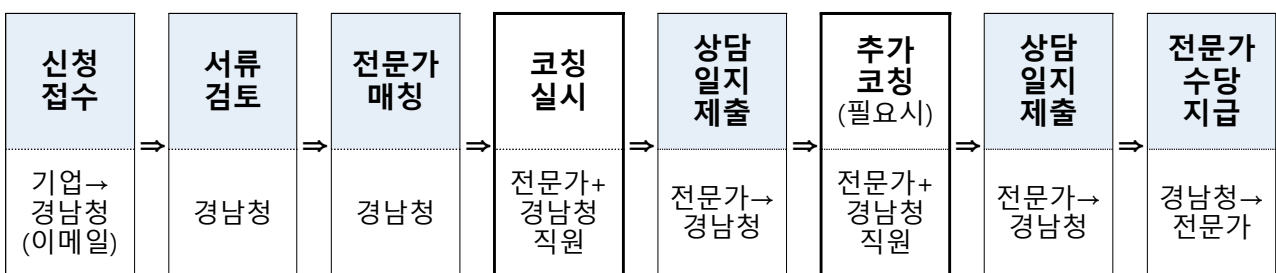 신청
접수
기업→
경남청
(이메일)
⇒
서류
검토
경남청
⇒
전문가
매칭
경남청
⇒
코칭
실시
전문가+
경남청
직원
⇒
상담
일지
제출
전문가→
경남청
⇒
추가
코칭
(필요시)
전문가+
경남청
직원
⇒
상담
일지
제출
전문가→
경남청
⇒
전문가
수당
지급
경남청→
전문가